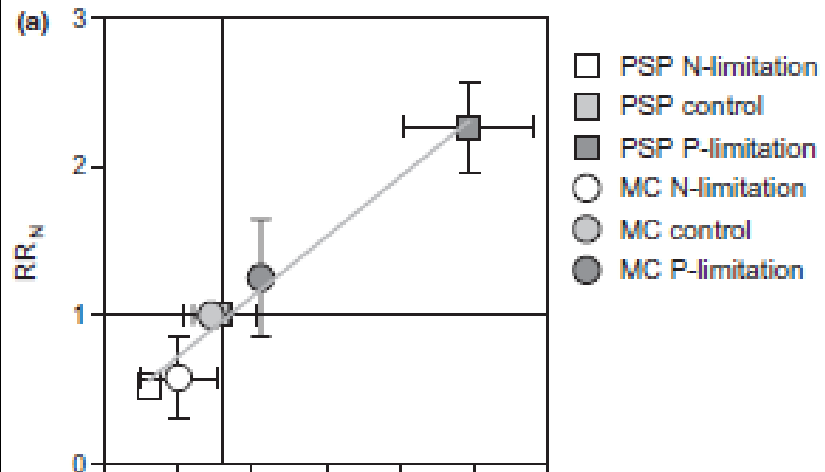 (a)
3
2
1
0
RR_N
PSP N-limitation
PSP control
PSP P-limitation
MC N-limitation
MC control
MC P-limitation